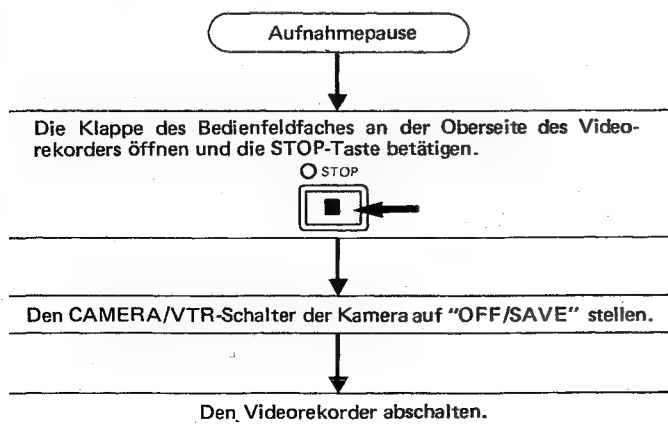 Aufnahmepause
Die Klappe des Bedienfeldfaches an der Oberseite des Video-
rekorders öffnen und die STOP-Taste betätigen.
STOP
Den CAMERA/VTR-Schalter der Kamera auf "OFF/SAVE" stellen.
Den Videorekorder abschalten.